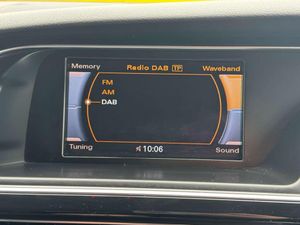 Memory Radio DAB TP Waveband
FM
AM
DAB
Tuning 10:06 Sound